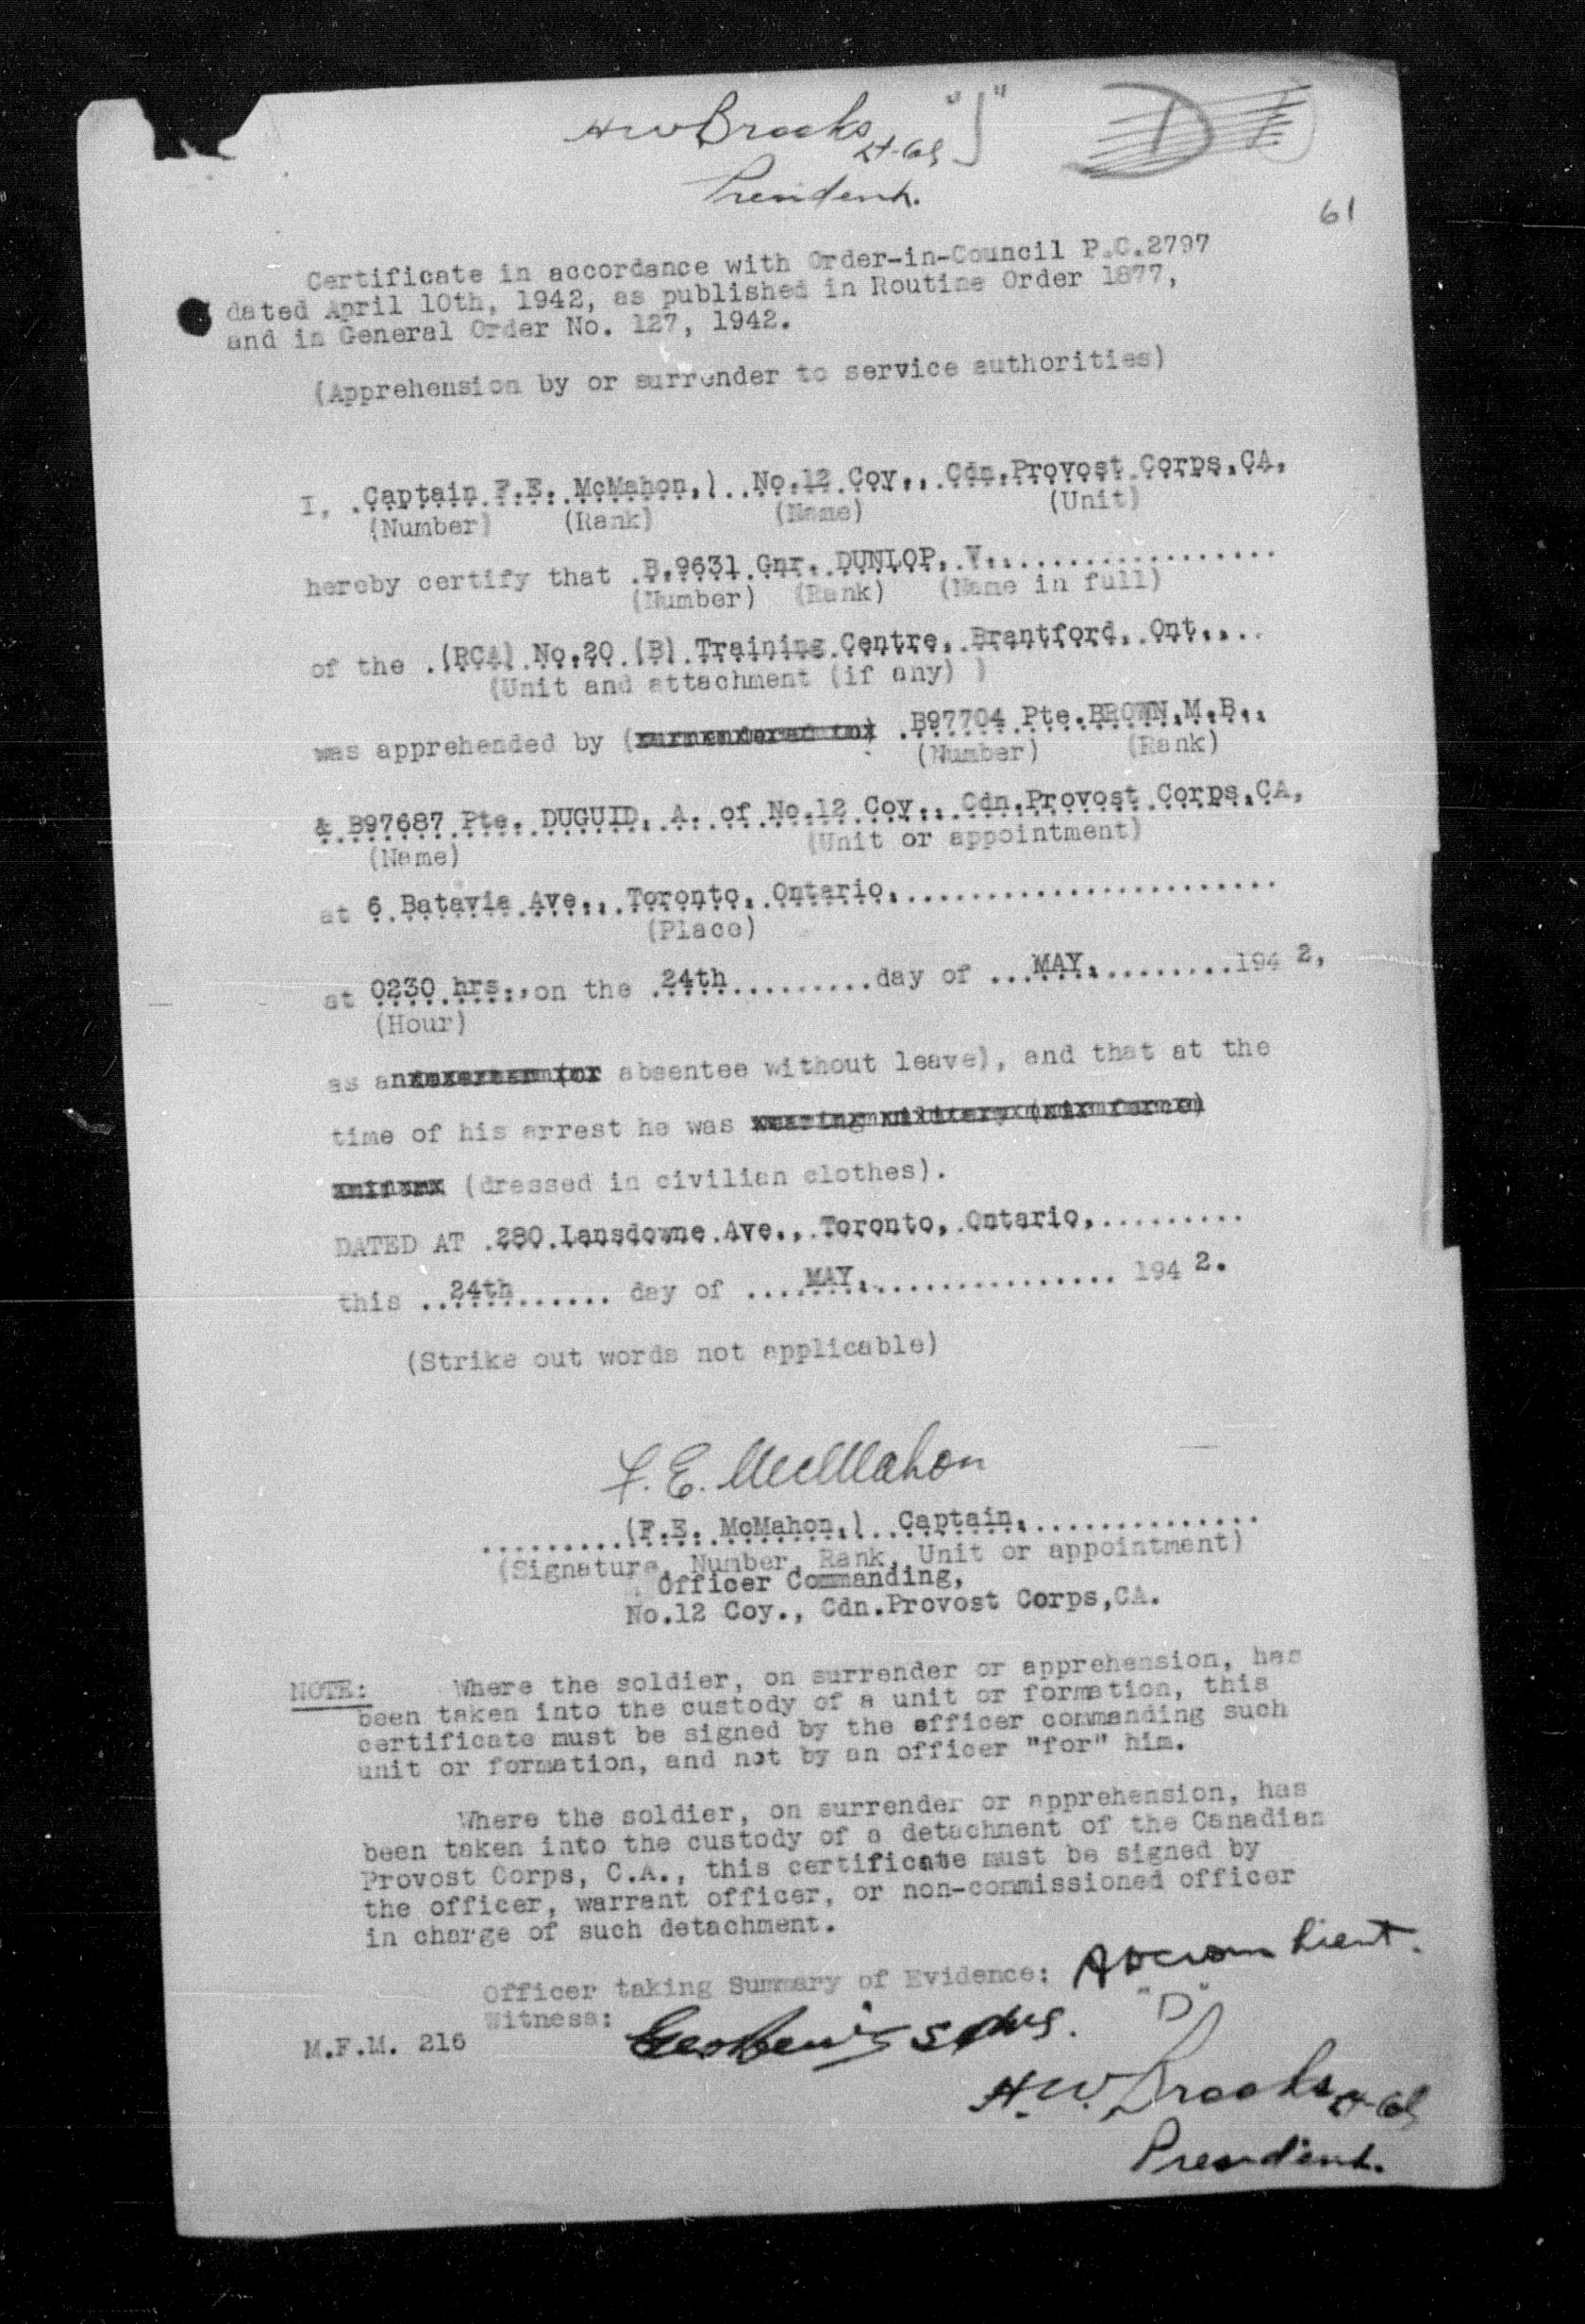 HW Brooks "J"
Lt-Col
President.
D
61
Certificate in accordance with Order-in-Council P.C.2797
dated April 10th, 1942, as published in Routine Order 1877,
and in General Order No. 127, 1942.
(Apprehension by or surrender to service authorities)
I, .Captain F.E. McMahon,)..No.12 Coy.,.Cdn.Provost Corps,CA,
(Number) (Rank) (Name) (Unit)
hereby certify that .B.9631 Gnr. DUNLOP, V...................
(Number) (Rank) (Name in full)
of the .(RCA) No.20 (B) Training Centre, Brantford, Ont....
(Unit and attachment (if any) )
was apprehended by (surrendered to) .B97704 Pte.BROWN,M.B.,
(Number) (Rank)
& B97687 Pte. DUGUID, A. of No.12 Coy., Cdn.Provost Corps,CA,
(Name) (Unit or appointment)
at 6 Batavia Ave., Toronto, Ontario,........................
(Place)
at 0230 hrs.,on the .24th...........day of ...MAY,..........1942,
(Hour)
as an absentee without leave), and that at the
time of his arrest he was wearing military (uniform)
(dressed in civilian clothes).
DATED AT .280 Lansdowne Ave., Toronto, Ontario,..........
this ..24th........ day of ....MAY,................ 1942.
(Strike out words not applicable)
F. E. McMahon
.........(F.E. McMahon,)..Captain,...............
(Signature, Number, Rank, Unit or appointment)
Officer Commanding,
No.12 Coy., Cdn.Provost Corps,CA.
NOTE: Where the soldier, on surrender or apprehension, has
been taken into the custody of a unit or formation, this
certificate must be signed by the officer commanding such
unit or formation, and not by an officer "for" him.
Where the soldier, on surrender or apprehension, has
been taken into the custody of a detachment of the Canadian
Provost Corps, C.A., this certificate must be signed by
the officer, warrant officer, or non-commissioned officer
in charge of such detachment.
Officer taking Summary of Evidence: Lieut.
Witness:
"D"
M.F.M. 216
H.W. Brooks Lt-Col
President.